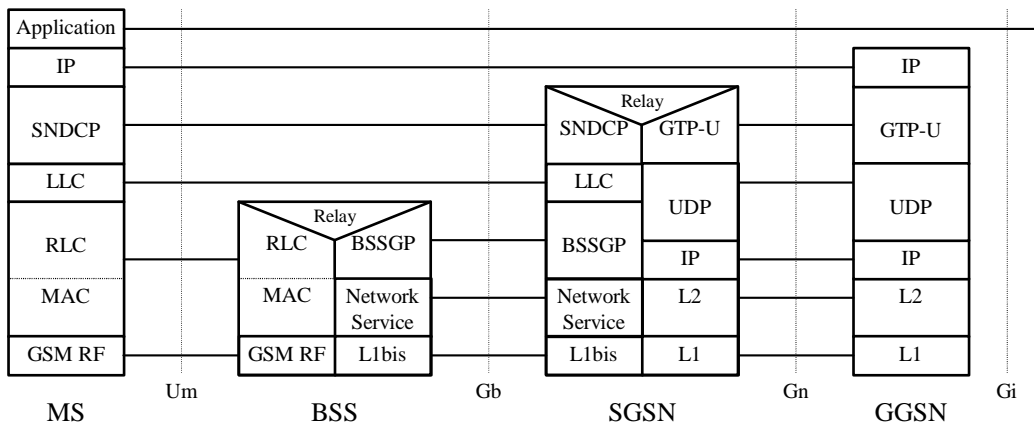 Application
IP
IP
Relay
SNDCP
SNDCP
GTP-U
GTP-U
LLC
LLC
UDP
UDP
Relay
RLC
RLC
BSSGP
BSSGP
IP
IP
MAC
MAC
Network
Service
Network
Service
L2
L2
GSM RF
GSM RF
L1bis
L1bis
L1
L1
Um
Gb
Gn
Gi
MS
BSS
SGSN
GGSN